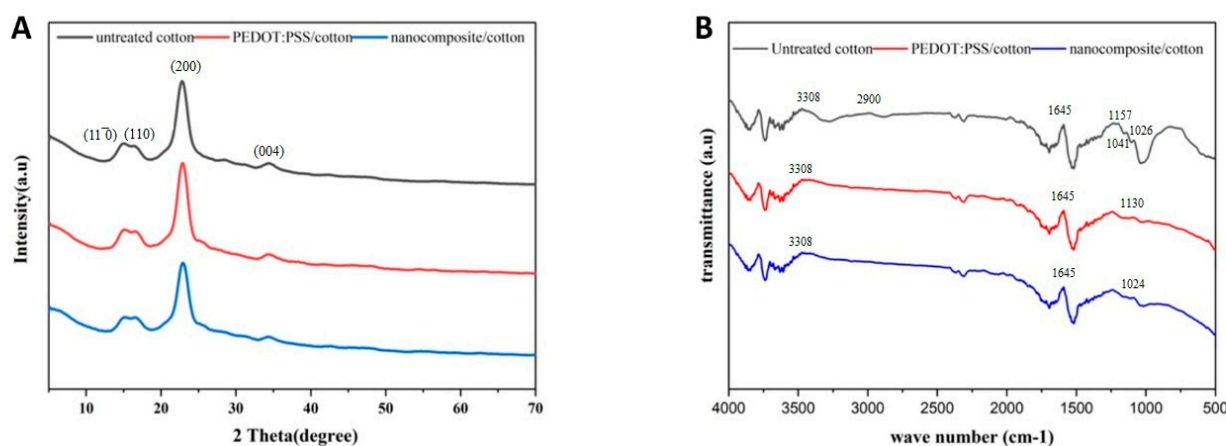 A
untreated cotton PEDOT:PSS/cotton nanocomposite/cotton
(200)
(11̄0) (110)
(004)
Intensity(a.u)
10 20 30 40 50 60 70
2 Theta(degree)
B
Untreated cotton PEDOT:PSS/cotton nanocomposite/cotton
3308 2900 1645 1157
1041 1026
3308 1645 1130
3308 1645 1024
transmittance (a.u)
4000 3500 3000 2500 2000 1500 1000 500
wave number (cm-1)